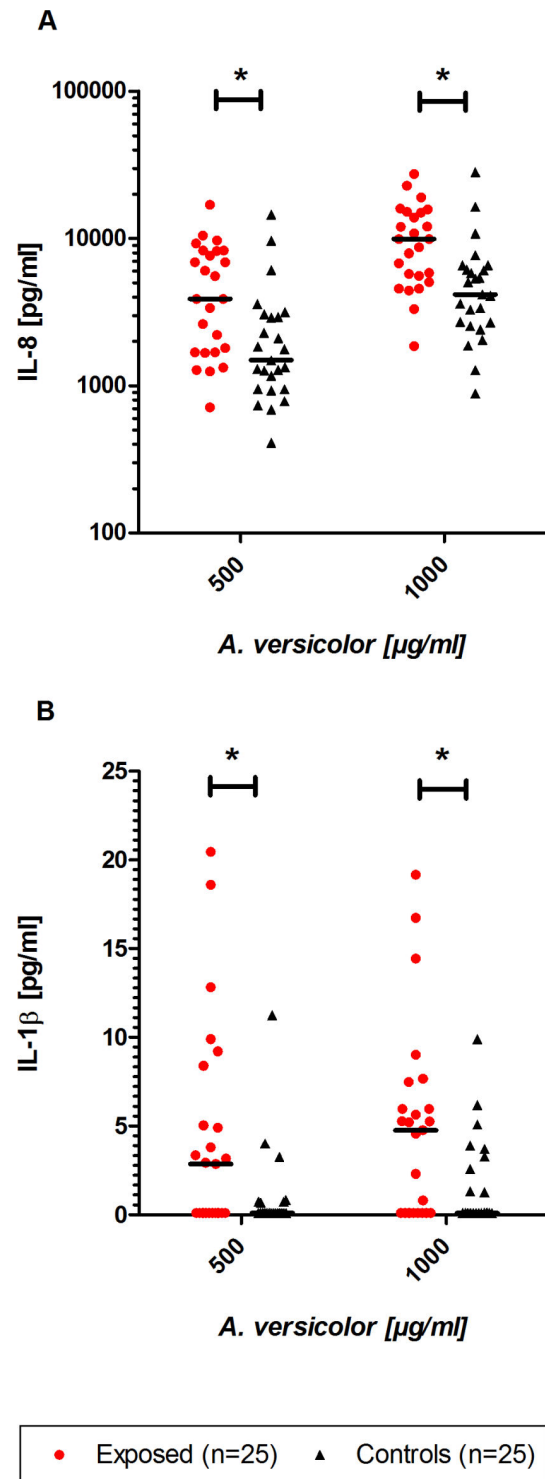 A
*
*
100000
10000
1000
100
IL-8 [pg/ml]
500
1000
A. versicolor [µg/ml]
B
*
*
25
20
15
10
5
0
IL-1β [pg/ml]
500
1000
A. versicolor [µg/ml]
Exposed (n=25) Controls (n=25)